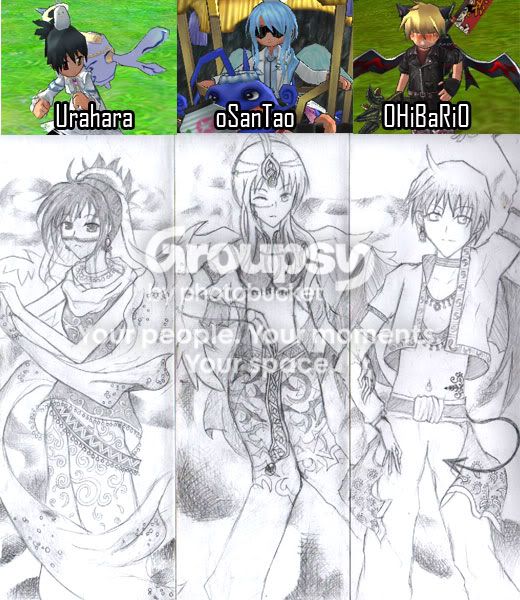 Urahara
oSanTao
OHiBaRiO
Groupsy
by photobucket
Your people. Your moments.
Your space.